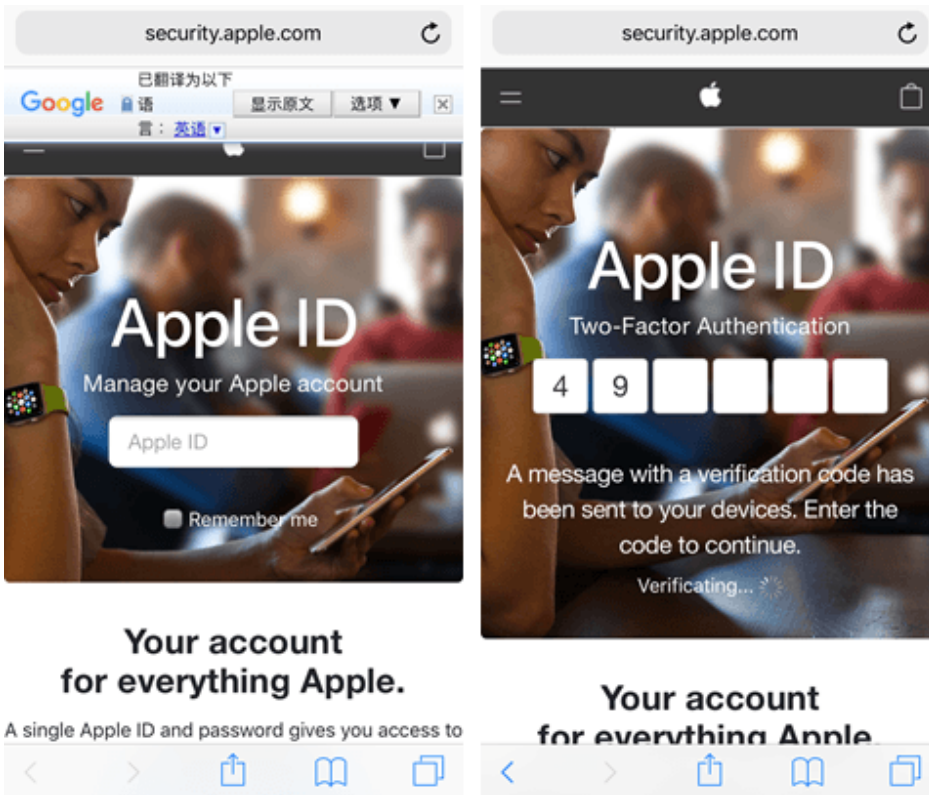 security.apple.com
Google
已翻译为以下
语
言： 英语 ▼
显示原文
选项 ▼
Apple ID
Manage your Apple account
Apple ID
Remember me
Your account
for everything Apple.
A single Apple ID and password gives you access to
security.apple.com
Apple ID
Two-Factor Authentication
4 9
A message with a verification code has
been sent to your devices. Enter the
code to continue.
Verificating...
Your account
for everything Apple.